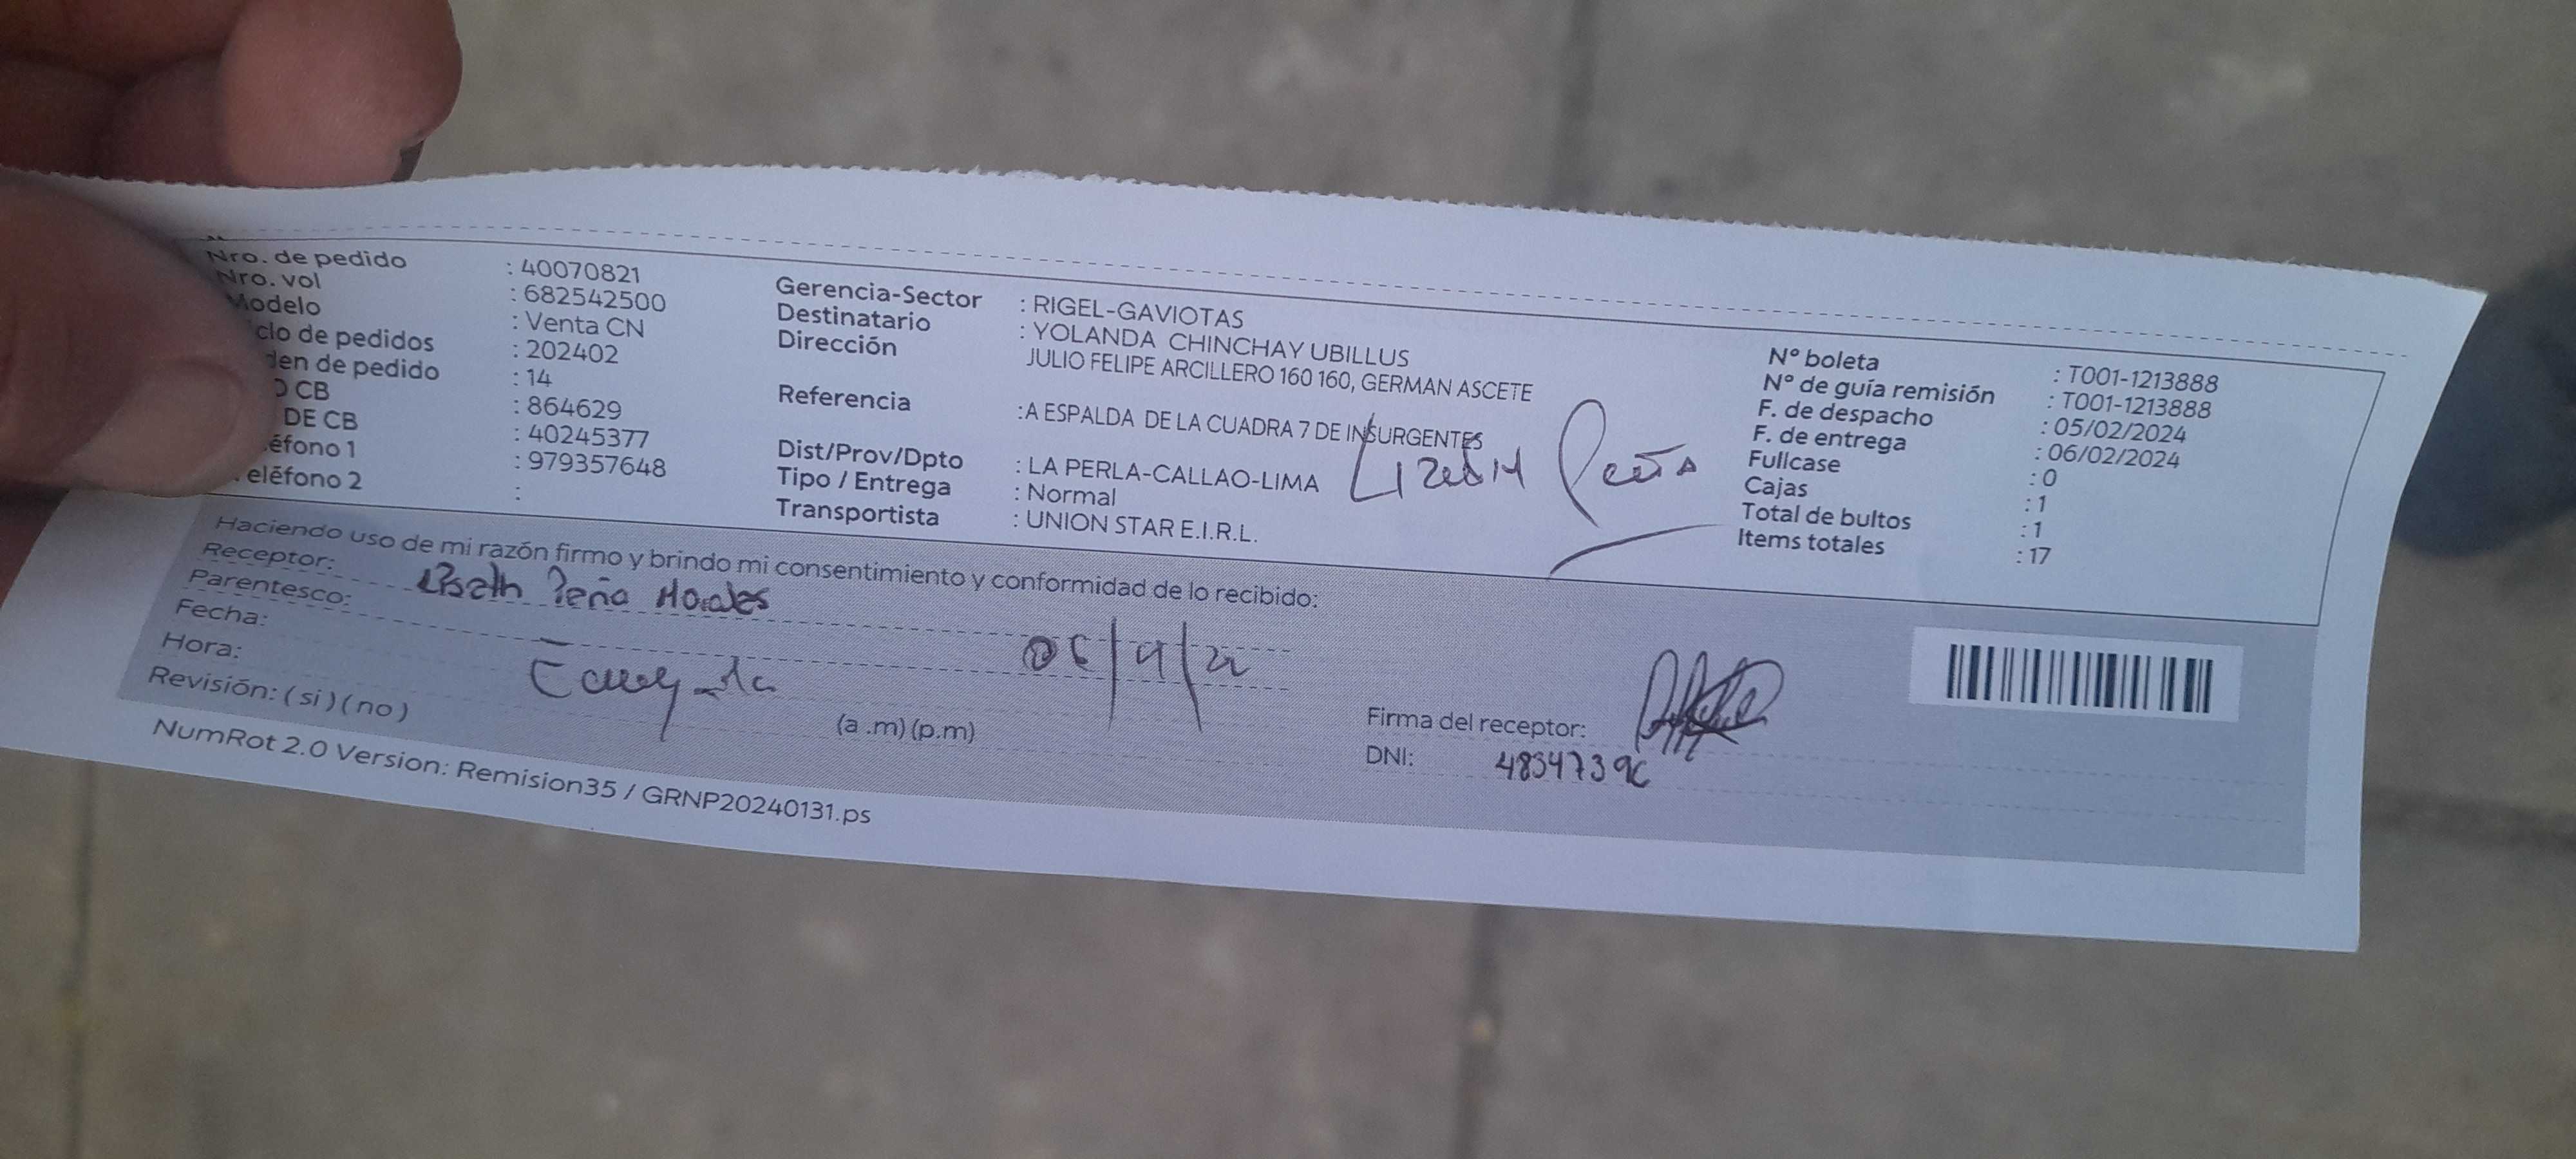 Nro. de pedido : 40070821
Nro. vol : 682542500
Modelo : Venta CN
clo de pedidos : 202402
den de pedido : 14
O CB : 864629
DE CB : 40245377
éfono 1 : 979357648
eléfono 2 :
Gerencia-Sector : RIGEL-GAVIOTAS
Destinatario : YOLANDA CHINCHAY UBILLUS
Dirección JULIO FELIPE ARCILLERO 160 160, GERMAN ASCETE
Referencia :A ESPALDA DE LA CUADRA 7 DE INSURGENTES
Dist/Prov/Dpto : LA PERLA-CALLAO-LIMA
Tipo / Entrega : Normal
Transportista : UNION STAR E.I.R.L.
Peña
N° boleta : T001-1213888
N° de guía remisión : T001-1213888
F. de despacho : 05/02/2024
F. de entrega : 06/02/2024
Fullcase : 0
Cajas : 1
Total de bultos : 1
Items totales : 17
Haciendo uso de mi razón firmo y brindo mi consentimiento y conformidad de lo recibido:
Receptor: Peña Morales
Parentesco:
Fecha:
Hora:
Revisión: ( si ) ( no )
(a .m) (p.m)
Firma del receptor:
DNI:
NumRot 2.0 Version: Remision35 / GRNP20240131.ps